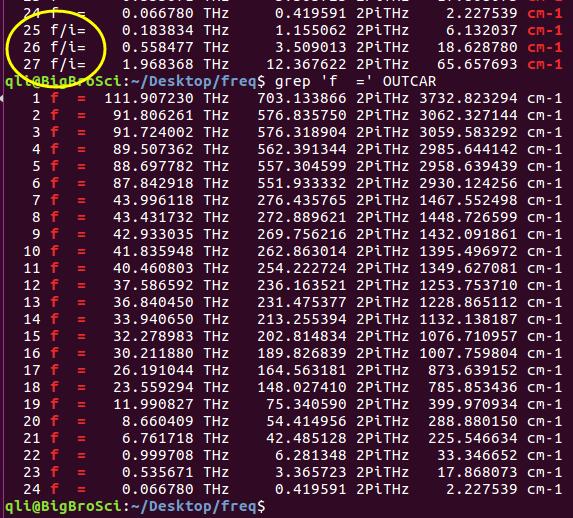 24 f  =    0.066780 THz     0.419591 2PiTHz    2.227539 cm-1
25 f/i=    0.183834 THz     1.155062 2PiTHz    6.132037 cm-1
26 f/i=    0.558477 THz     3.509013 2PiTHz   18.628780 cm-1
27 f/i=    1.968368 THz    12.367622 2PiTHz   65.657693 cm-1
qli@BigBroSci:~/Desktop/freq$ grep 'f  =' OUTCAR
1 f  =  111.907230 THz   703.133866 2PiTHz 3732.823294 cm-1
2 f  =   91.806261 THz   576.835750 2PiTHz 3062.327144 cm-1
3 f  =   91.724002 THz   576.318904 2PiTHz 3059.583292 cm-1
4 f  =   89.507362 THz   562.391344 2PiTHz 2985.644142 cm-1
5 f  =   88.697782 THz   557.304599 2PiTHz 2958.639439 cm-1
6 f  =   87.842918 THz   551.933332 2PiTHz 2930.124256 cm-1
7 f  =   43.996118 THz   276.435765 2PiTHz 1467.552498 cm-1
8 f  =   43.431732 THz   272.889621 2PiTHz 1448.726599 cm-1
9 f  =   42.933035 THz   269.756216 2PiTHz 1432.091861 cm-1
10 f  =   41.835948 THz   262.863014 2PiTHz 1395.496972 cm-1
11 f  =   40.460803 THz   254.222724 2PiTHz 1349.627081 cm-1
12 f  =   37.586592 THz   236.163521 2PiTHz 1253.753710 cm-1
13 f  =   36.840450 THz   231.475377 2PiTHz 1228.865112 cm-1
14 f  =   33.940650 THz   213.255394 2PiTHz 1132.138187 cm-1
15 f  =   32.278983 THz   202.814834 2PiTHz 1076.710957 cm-1
16 f  =   30.211880 THz   189.826839 2PiTHz 1007.759804 cm-1
17 f  =   26.191044 THz   164.563181 2PiTHz  873.639152 cm-1
18 f  =   23.559294 THz   148.027410 2PiTHz  785.853436 cm-1
19 f  =   11.990827 THz    75.340590 2PiTHz  399.970934 cm-1
20 f  =    8.660409 THz    54.414956 2PiTHz  288.880150 cm-1
21 f  =    6.761718 THz    42.485128 2PiTHz  225.546634 cm-1
22 f  =    0.999708 THz     6.281348 2PiTHz   33.346652 cm-1
23 f  =    0.535671 THz     3.365723 2PiTHz   17.868073 cm-1
24 f  =    0.066780 THz     0.419591 2PiTHz    2.227539 cm-1
qli@BigBroSci:~/Desktop/freq$